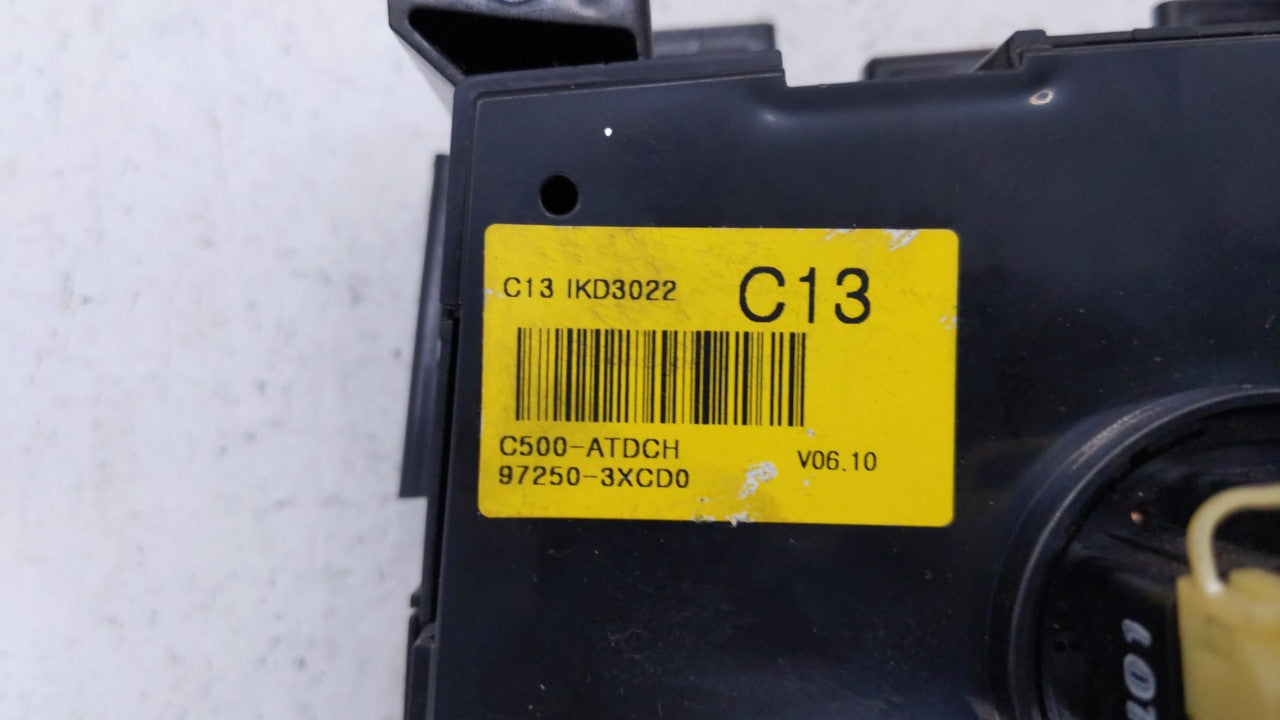 C13 IKD3022
C13
C500-ATDCH
97250-3XCD0
V06.10